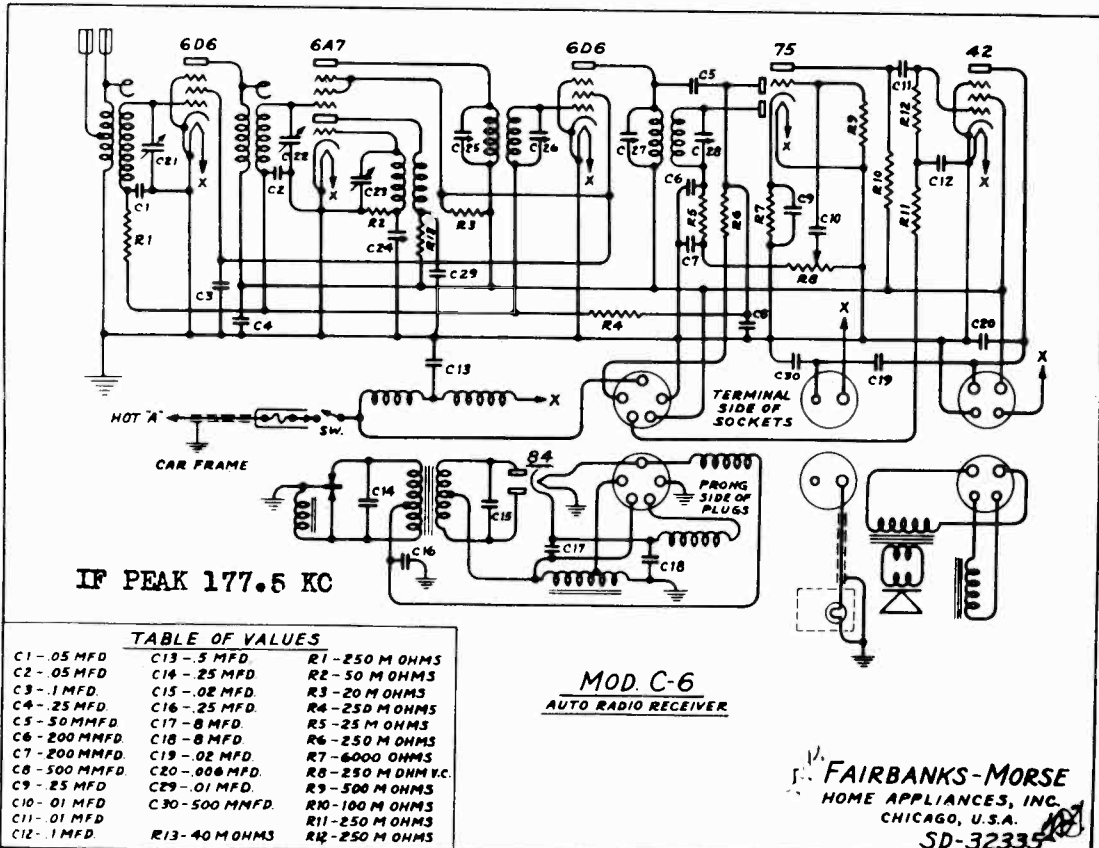 6D6 6A7 6D6 75 42
C5 C11
C21 C22 C25 C26 C27 C28 R9 R12
X X X X X
C1 C2 C23 C6 R5 R6 R7 C9 C10 R10 C12
R1 R2 R3 R11
C24 R12 C7
C3 C29 R8
C4 R4 C8 C20
C13 C30 C19 X X
HOT "A" SW. X
TERMINAL
SIDE OF
SOCKETS
CAR FRAME
84
C14 C15
PRONG
SIDE OF
PLUGS
C16 C17 C18
IF PEAK 177.5 KC
TABLE OF VALUES
C1 - .05 MFD C13 - .5 MFD. R1 - 250 M OHMS
C2 - .05 MFD C14 - .25 MFD. R2 - 50 M OHMS
C3 - .1 MFD. C15 - .02 MFD. R3 - 20 M OHMS
C4 - .25 MFD. C16 - .25 MFD. R4 - 250 M OHMS
C5 - 50 MMFD. C17 - 8 MFD. R5 - 25 M OHMS
C6 - 200 MMFD. C18 - 8 MFD. R6 - 250 M OHMS
C7 - 200 MMFD. C19 - .02 MFD. R7 - 6000 OHMS
C8 - 500 MMFD. C20 - .006 MFD. R8 - 250 M OHM V.C.
C9 - .25 MFD C29 - .01 MFD. R9 - 500 M OHMS
C10 - .01 MFD C30 - 500 MMFD. R10 - 100 M OHMS
C11 - .01 MFD R11 - 250 M OHMS
C12 - .1 MFD. R13 - 40 M OHMS R12 - 250 M OHMS
MOD. C-6
AUTO RADIO RECEIVER
FAIRBANKS-MORSE
HOME APPLIANCES, INC.
CHICAGO, U.S.A.
SD-32335